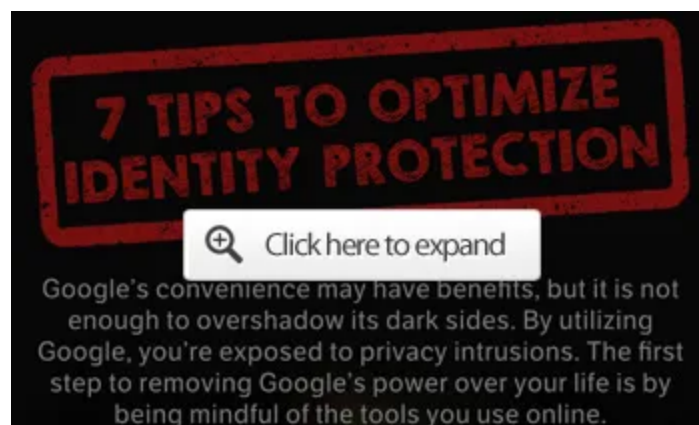 7 TIPS TO OPTIMIZE
IDENTITY PROTECTION
Click here to expand
Google's convenience may have benefits, but it is not
enough to overshadow its dark sides. By utilizing
Google, you're exposed to privacy intrusions. The first
step to removing Google's power over your life is by
being mindful of the tools you use online.